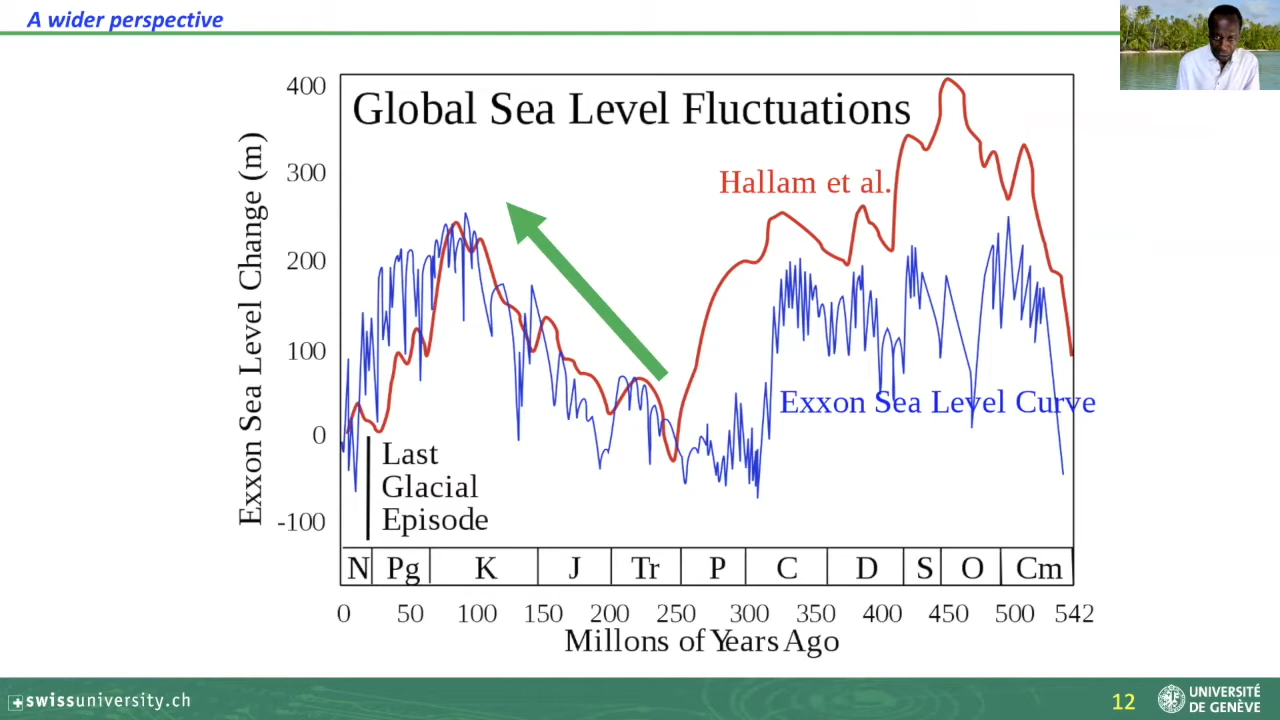 A wider perspective
Global Sea Level Fluctuations
Exxon Sea Level Change (m)
400
300
200
100
0
-100
Hallam et al.
Exxon Sea Level Curve
Last
Glacial
Episode
N Pg K J Tr P C D S O Cm
0 50 100 150 200 250 300 350 400 450 500 542
Millons of Years Ago
swissuniversity.ch
12
UNIVERSITÉ
DE GENÈVE